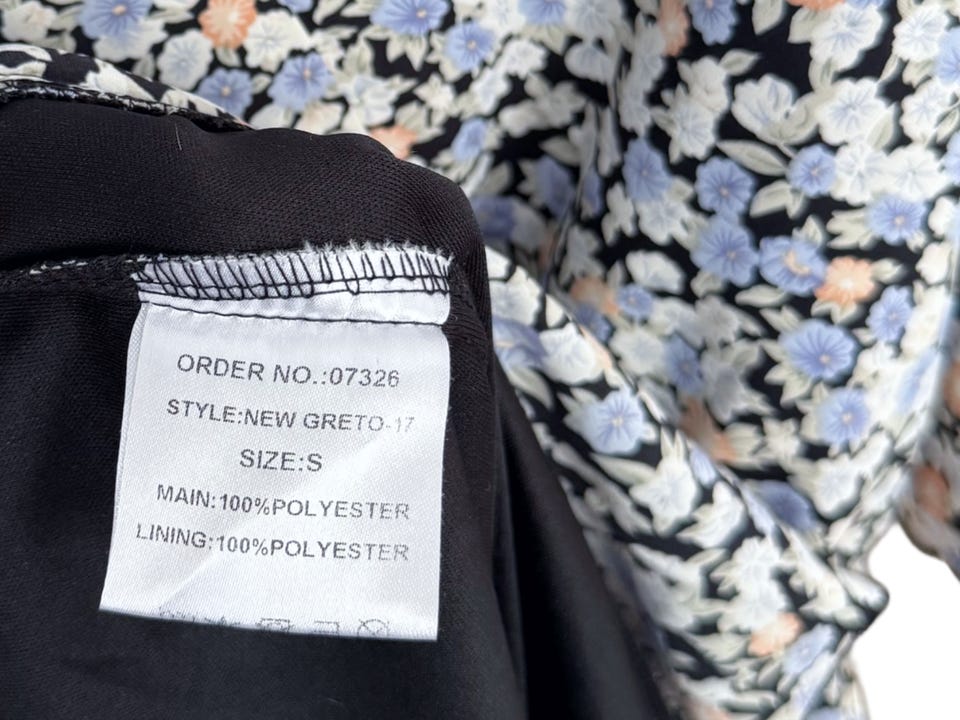 ORDER NO.:07326
STYLE:NEW GRETO-17
SIZE:S
MAIN:100%POLYESTER
LINING:100%POLYESTER